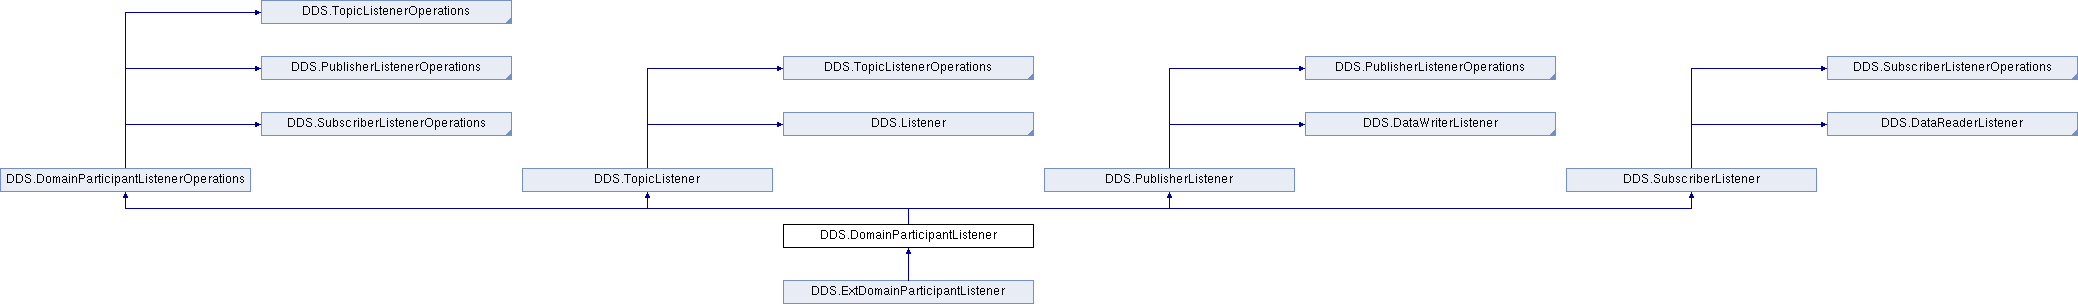 DDS.TopicListenerOperations
DDS.PublisherListenerOperations
DDS.TopicListenerOperations
DDS.PublisherListenerOperations
DDS.SubscriberListenerOperations
DDS.SubscriberListenerOperations
DDS.Listener
DDS.DataWriterListener
DDS.DataReaderListener
DDS.DomainParticipantListenerOperations
DDS.TopicListener
DDS.PublisherListener
DDS.SubscriberListener
DDS.DomainParticipantListener
DDS.ExtDomainParticipantListener